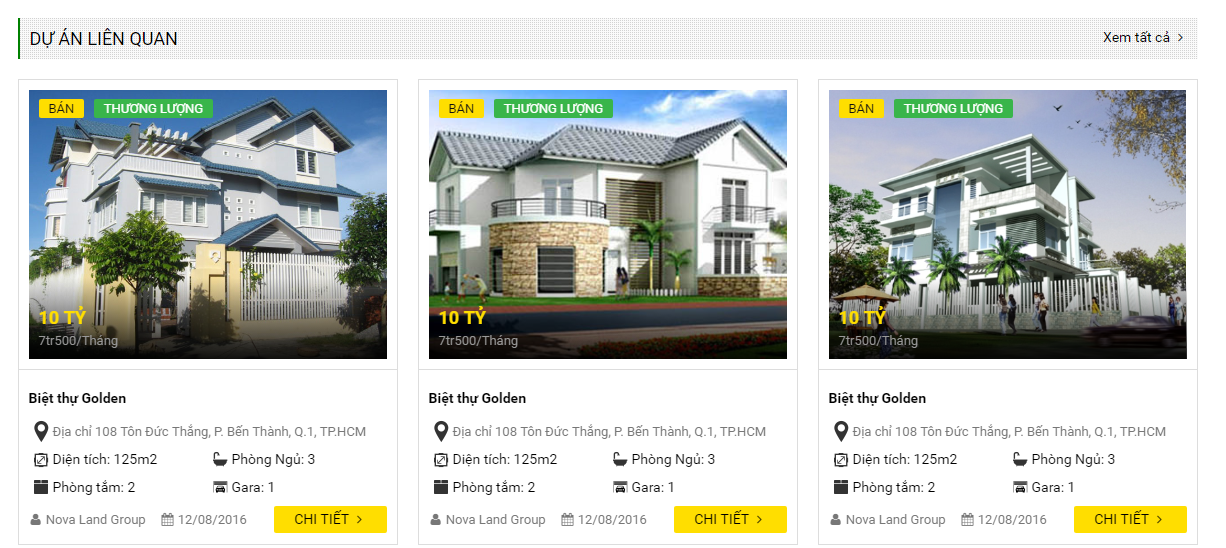 DỰ ÁN LIÊN QUAN
Xem tất cả
BÁN THƯƠNG LƯỢNG
10 TỶ
7tr500/Tháng
Biệt thự Golden
Địa chỉ 108 Tôn Đức Thắng, P. Bến Thành, Q.1, TP.HCM
Diện tích: 125m2 Phòng Ngủ: 3
Phòng tắm: 2 Gara: 1
Nova Land Group 12/08/2016 CHI TIẾT
BÁN THƯƠNG LƯỢNG
10 TỶ
7tr500/Tháng
Biệt thự Golden
Địa chỉ 108 Tôn Đức Thắng, P. Bến Thành, Q.1, TP.HCM
Diện tích: 125m2 Phòng Ngủ: 3
Phòng tắm: 2 Gara: 1
Nova Land Group 12/08/2016 CHI TIẾT
BÁN THƯƠNG LƯỢNG
10 TỶ
7tr500/Tháng
Biệt thự Golden
Địa chỉ 108 Tôn Đức Thắng, P. Bến Thành, Q.1, TP.HCM
Diện tích: 125m2 Phòng Ngủ: 3
Phòng tắm: 2 Gara: 1
Nova Land Group 12/08/2016 CHI TIẾT